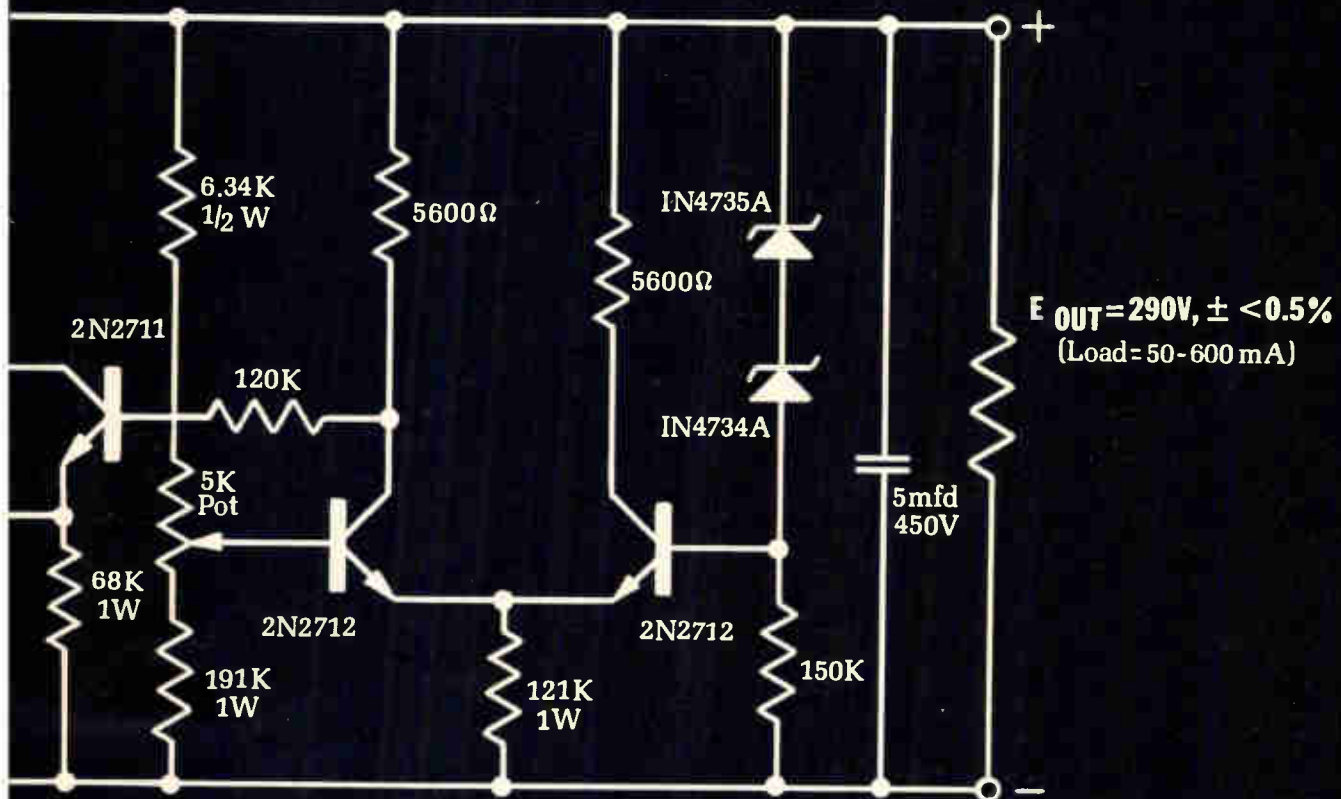 +
6.34K
1/2 W
5600Ω
IN4735A
5600Ω
E OUT=290V, ± <0.5%
(Load=50-600 mA)
2N2711
120K
IN4734A
5K
Pot
5mfd
450V
68K
1W
2N2712
2N2712
150K
191K
1W
121K
1W
−